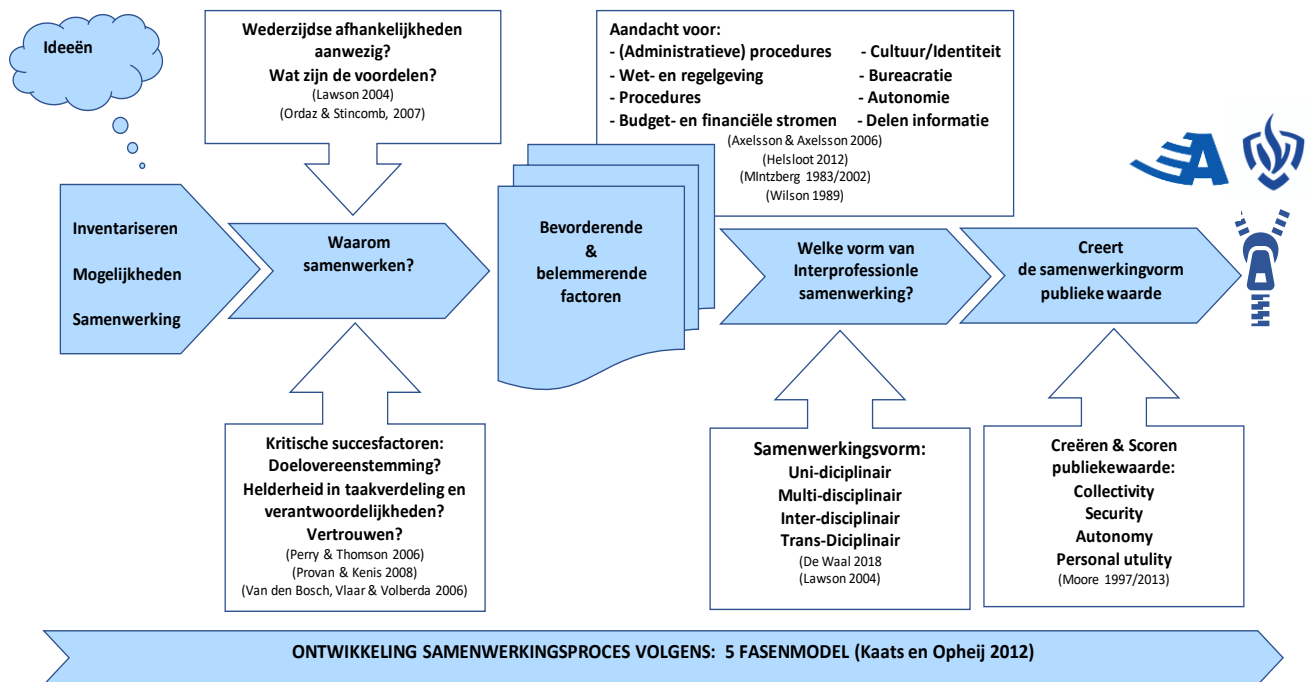 Ideeën
Inventariseren
Mogelijkheden
Samenwerking
Wederzijdse afhankelijkheden
aanwezig?
Wat zijn de voordelen?
(Lawson 2004)
(Ordaz & Stincomb, 2007)
Waarom
samenwerken?
Kritische succesfactoren:
Doelovereenstemming?
Helderheid in taakverdeling en
verantwoordelijkheden?
Vertrouwen?
(Perry & Thomson 2006)
(Provan & Kenis 2008)
(Van den Bosch, Vlaar & Volberda 2006)
Aandacht voor:
- (Administratieve) procedures - Cultuur/Identiteit
- Wet- en regelgeving - Bureacratie
- Procedures - Autonomie
- Budget- en financiële stromen - Delen informatie
(Axelsson & Axelsson 2006)
(Helsloot 2012)
(MIntzberg 1983/2002)
(Wilson 1989)
Bevorderende
&
belemmerende
factoren
Welke vorm van
Interprofessionle
samenwerking?
Samenwerkingsvorm:
Uni-diciplinair
Multi-disciplinair
Inter-disciplinair
Trans-Diciplinair
(De Waal 2018
(Lawson 2004)
Creert
de samenwerkingvorm
publieke waarde
Creëren & Scoren
publiekewaarde:
Collectivity
Security
Autonomy
Personal utulity
(Moore 1997/2013)
ONTWIKKELING SAMENWERKINGSPROCES VOLGENS: 5 FASENMODEL (Kaats en Opheij 2012)